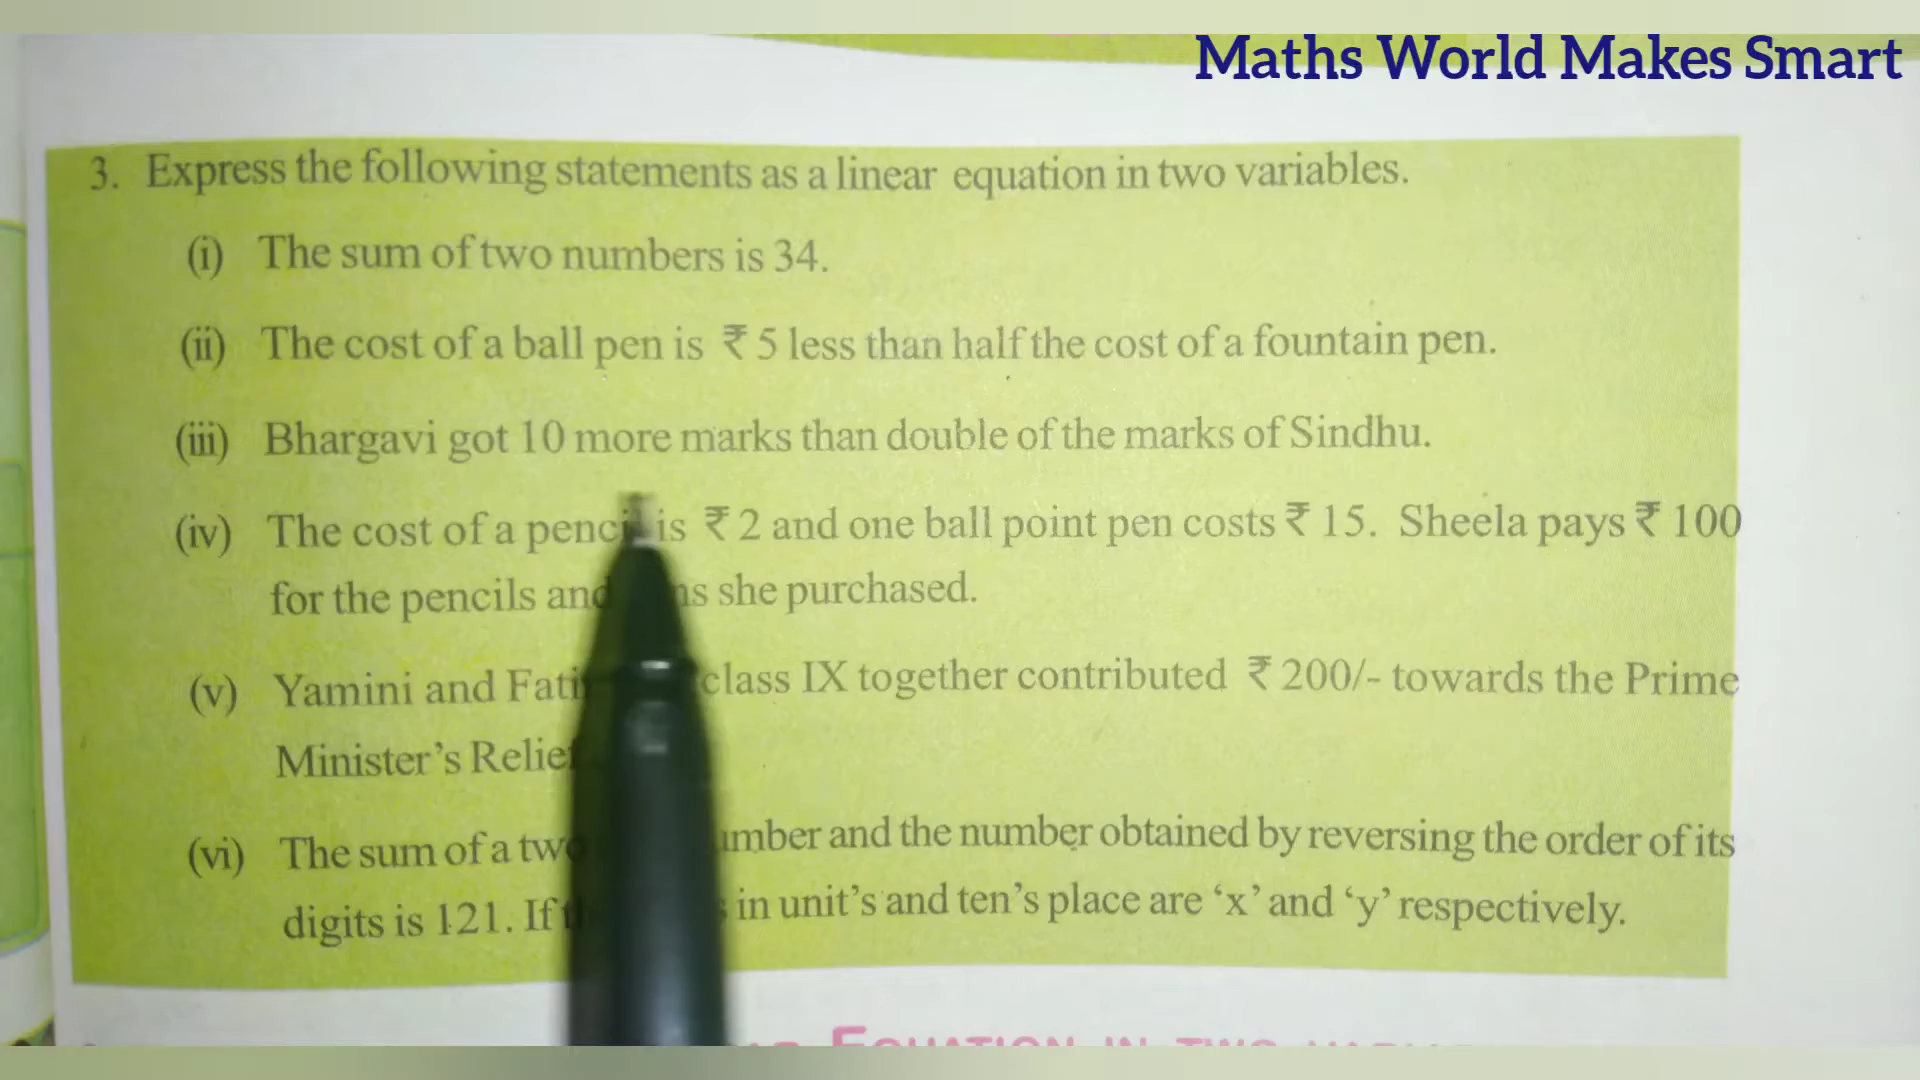 Maths World Makes Smart
3. Express the following statements as a linear equation in two variables.
(i) The sum of two numbers is 34.
(ii) The cost of a ball pen is ₹ 5 less than half the cost of a fountain pen.
(iii) Bhargavi got 10 more marks than double of the marks of Sindhu.
(iv) The cost of a pencil is ₹ 2 and one ball point pen costs ₹ 15. Sheela pays ₹ 100
for the pencils and she purchased.
(v) Yamini and class IX together contributed ₹ 200/- towards the Prime
Minister's
(vi) The sum of a and the number obtained by reversing the order of its
digits is 121. If in unit's and ten's place are 'x' and 'y' respectively.
EQUATION IN